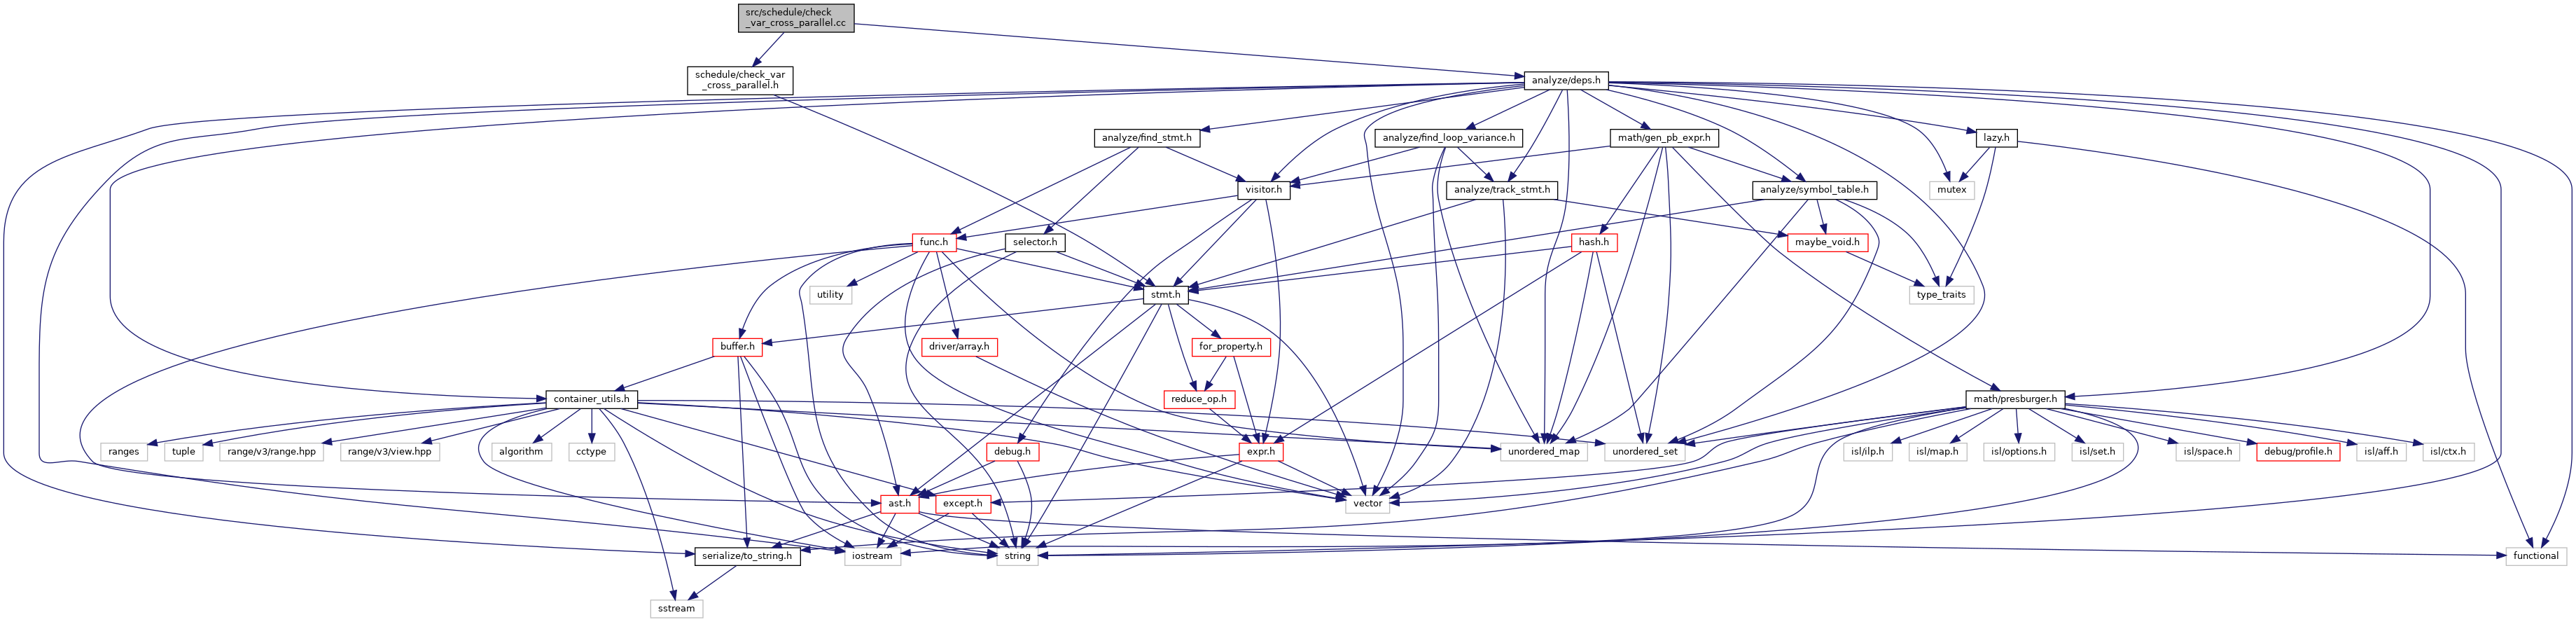 src/schedule/check
_var_cross_parallel.cc
schedule/check_var
_cross_parallel.h
analyze/deps.h
analyze/find_stmt.h
analyze/find_loop_variance.h
math/gen_pb_expr.h
lazy.h
visitor.h
analyze/track_stmt.h
analyze/symbol_table.h
mutex
func.h
selector.h
hash.h
maybe_void.h
utility
stmt.h
type_traits
buffer.h
driver/array.h
for_property.h
container_utils.h
reduce_op.h
math/presburger.h
ranges
tuple
range/v3/range.hpp
range/v3/view.hpp
algorithm
cctype
debug.h
expr.h
unordered_map
unordered_set
isl/ilp.h
isl/map.h
isl/options.h
isl/set.h
isl/space.h
debug/profile.h
isl/aff.h
isl/ctx.h
ast.h
except.h
vector
serialize/to_string.h
iostream
string
functional
sstream